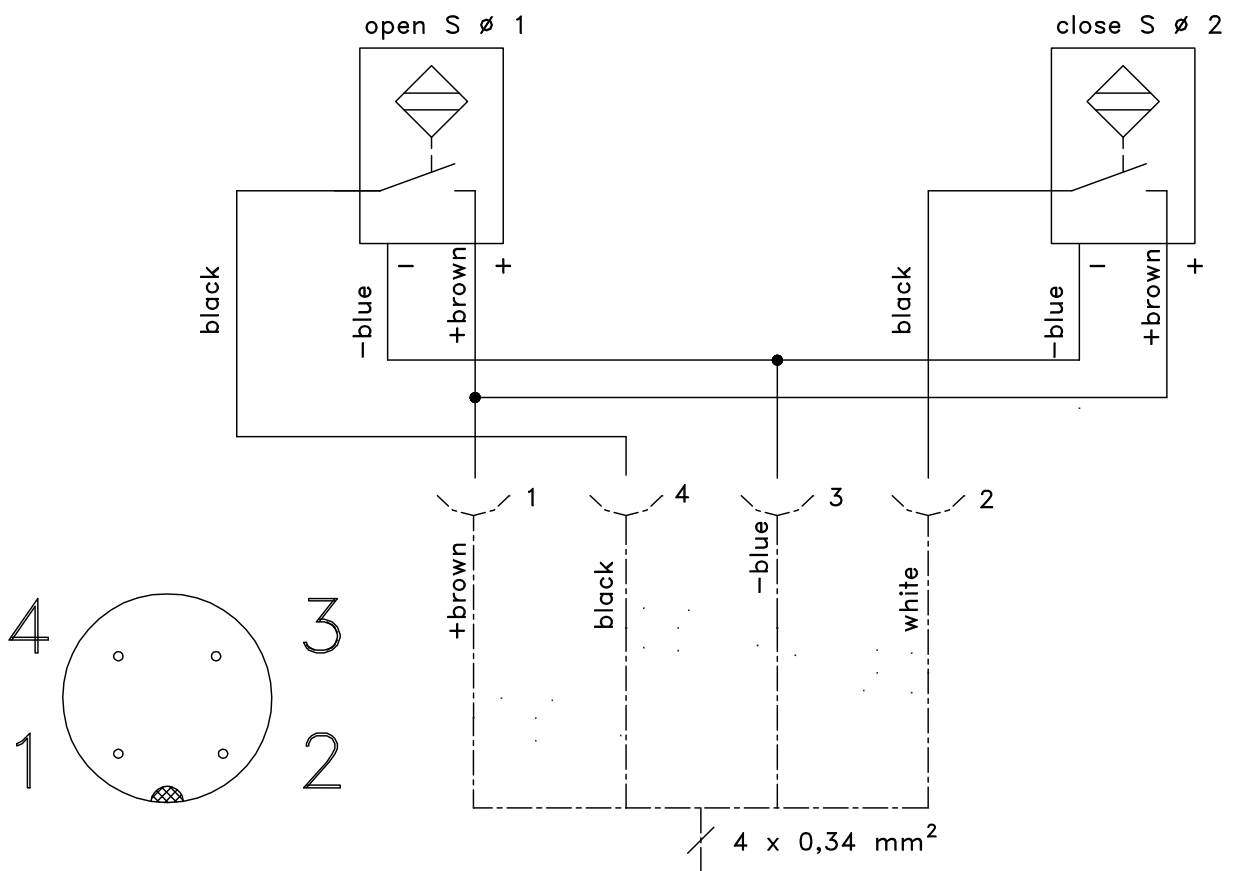 open S ø 1
close S ø 2
black
−blue
−
+brown
+
black
−blue
−
+brown
+
1
4
3
2
+brown
black
−blue
white
4
3
1
2
4 x 0,34 mm²